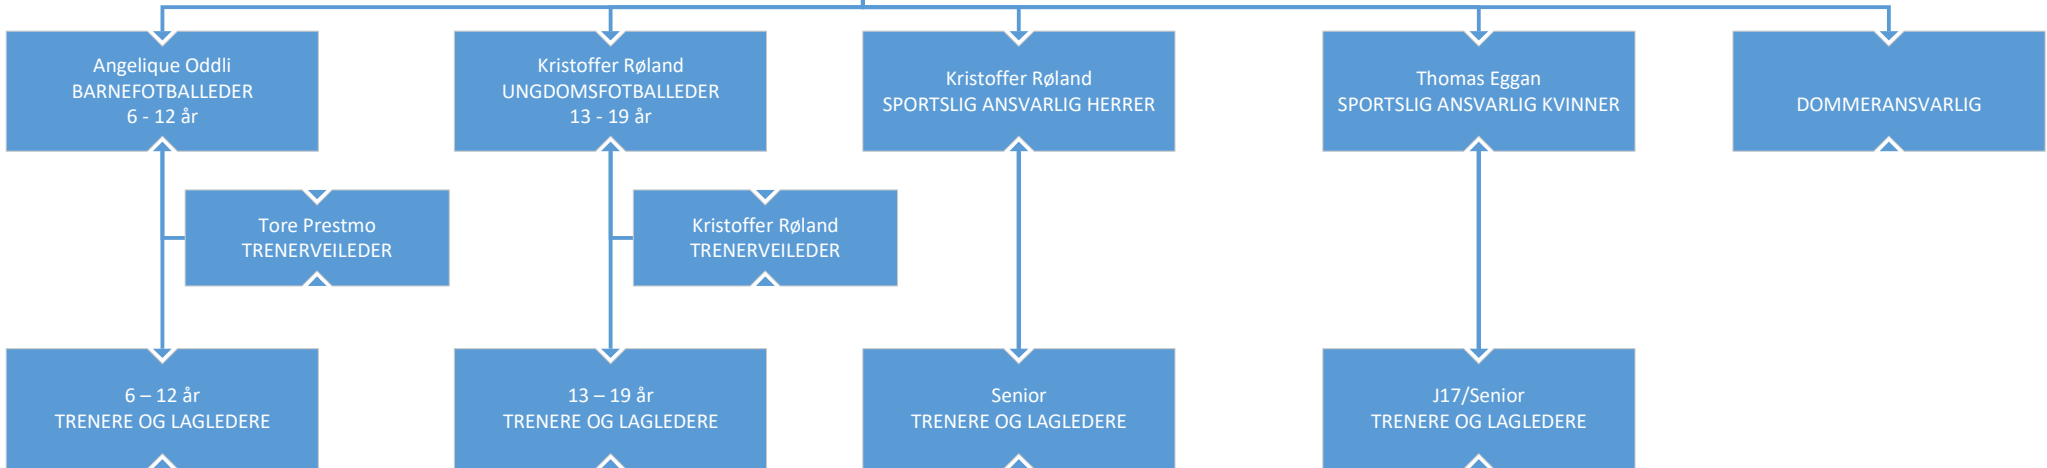 Angelique Oddli
BARNEFOTBALLEDER
6 - 12 år
Kristoffer Røland
UNGDOMSFOTBALLEDER
13 - 19 år
Kristoffer Røland
SPORTSLIG ANSVARLIG HERRER
Thomas Eggan
SPORTSLIG ANSVARLIG KVINNER
DOMMERANSVARLIG
Tore Prestmo
TRENERVEILEDER
Kristoffer Røland
TRENERVEILEDER
6 – 12 år
TRENERE OG LAGLEDERE
13 – 19 år
TRENERE OG LAGLEDERE
Senior
TRENERE OG LAGLEDERE
J17/Senior
TRENERE OG LAGLEDERE